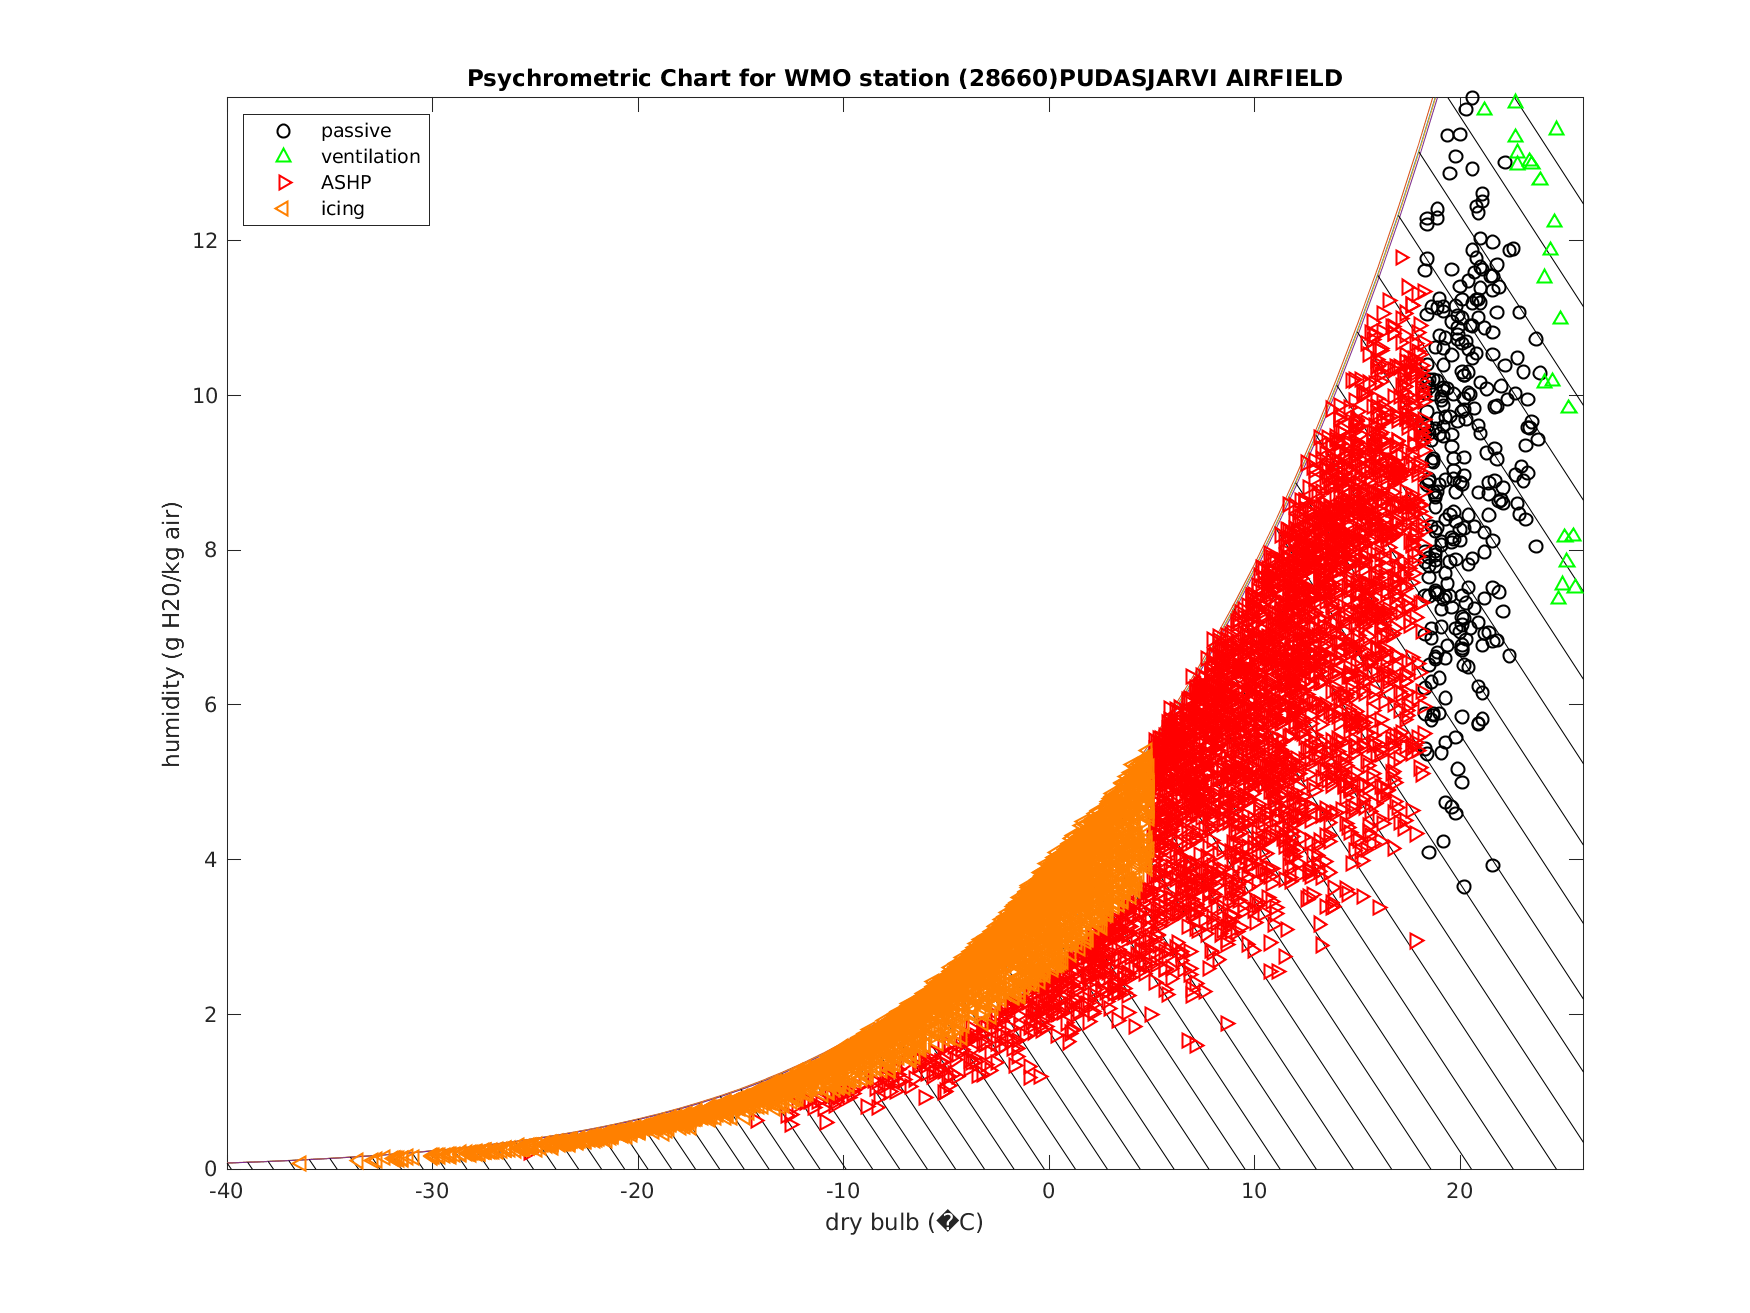 Psychrometric Chart for WMO station (28660)PUDASJARVI AIRFIELD
passive
ventilation
ASHP
icing
humidity (g H20/kg air)
12
10
8
6
4
2
0
-40 -30 -20 -10 0 10 20
dry bulb (�C)